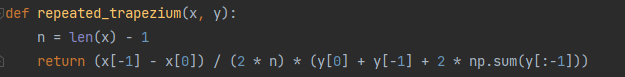 def repeated_trapezium(x, y):
    n = len(x) - 1
    return (x[-1] - x[0]) / (2 * n) * (y[0] + y[-1] + 2 * np.sum(y[:-1]))